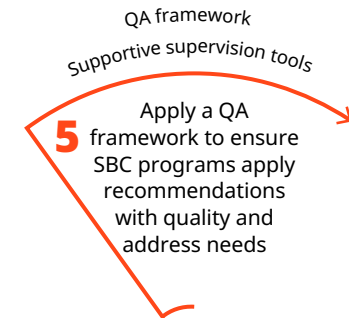 QA framework
Supportive supervision tools
5
Apply a QA
framework to ensure
SBC programs apply
recommendations
with quality and
address needs